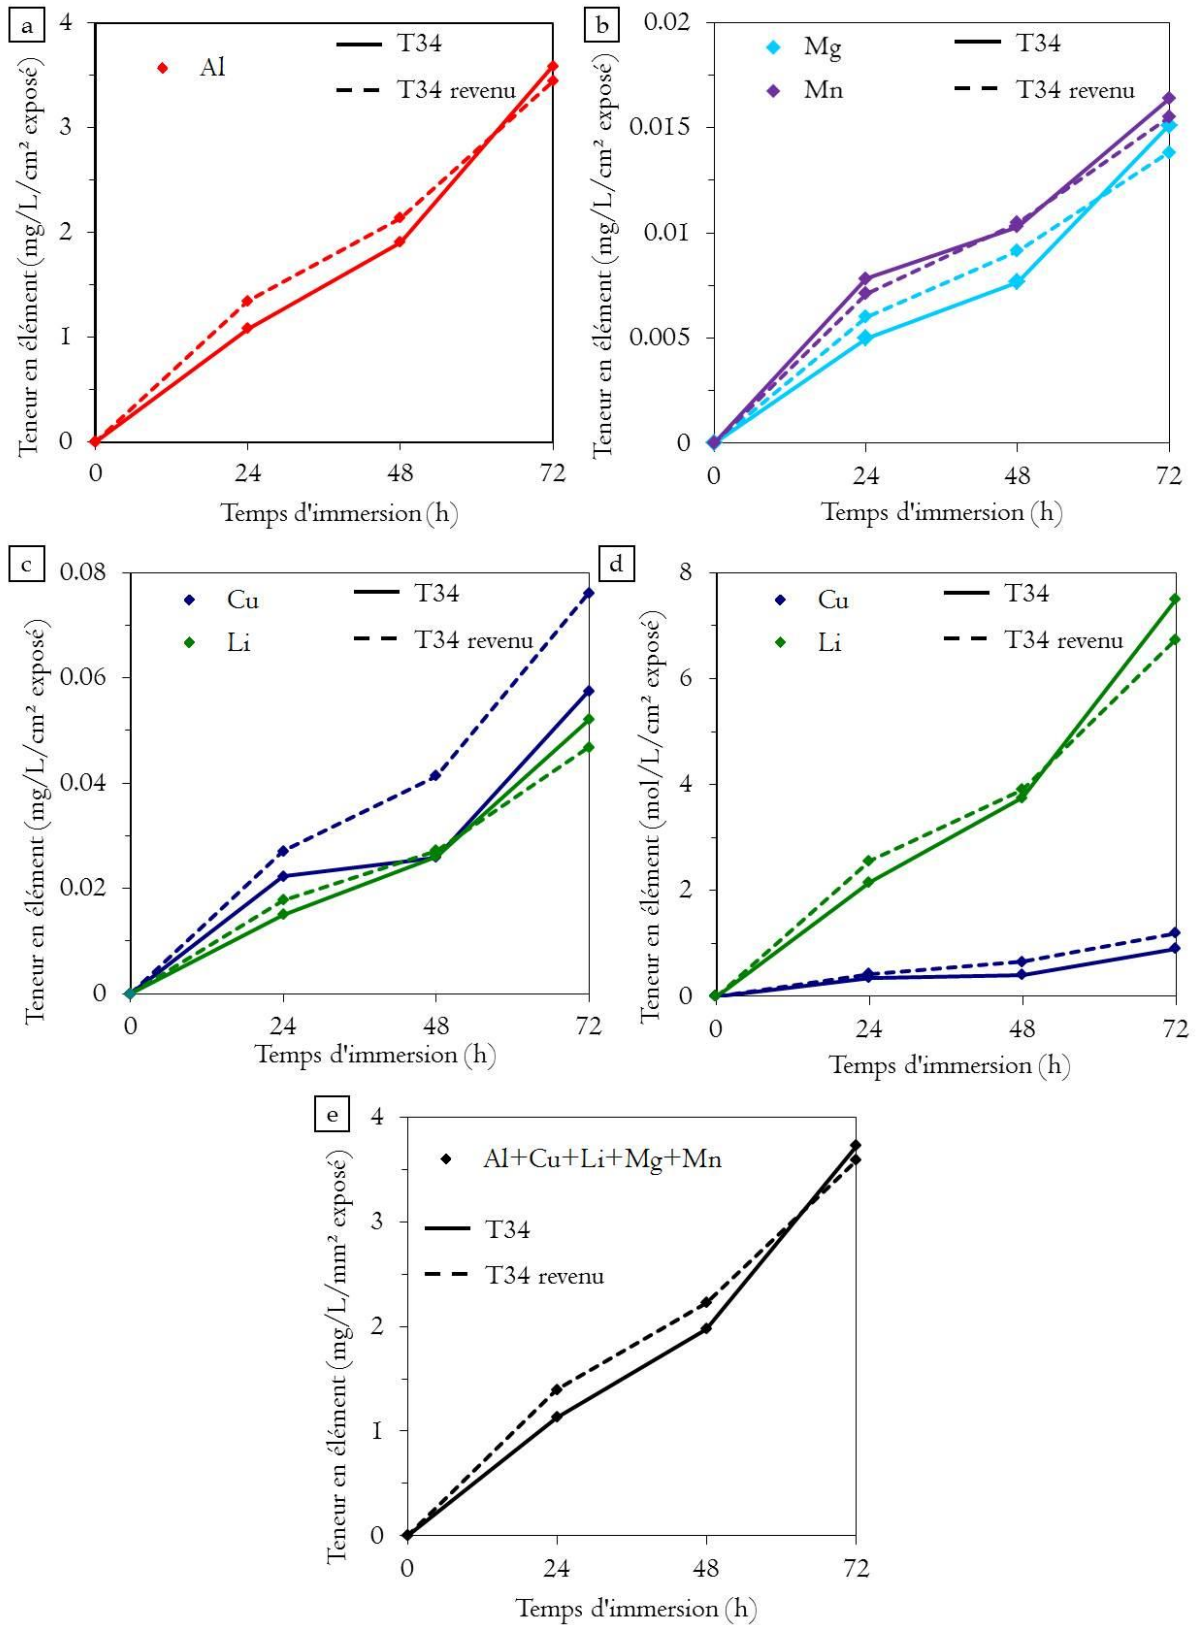 a
4
3
2
1
0
0 24 48 72
Al
T34
T34 revenu
Teneur en élément (mg/L/cm² exposé)
Temps d'immersion (h)
b
0.02
0.015
0.01
0.005
0
0 24 48 72
Mg
Mn
T34
T34 revenu
Teneur en élément (mg/L/cm² exposé)
Temps d'immersion (h)
c
0.08
0.06
0.04
0.02
0
0 24 48 72
Cu
Li
T34
T34 revenu
Teneur en élément (mg/L/cm² exposé)
Temps d'immersion (h)
d
8
6
4
2
0
0 24 48 72
Cu
Li
T34
T34 revenu
Teneur en élément (mol/L/cm² exposé)
Temps d'immersion (h)
e
4
3
2
1
0
0 24 48 72
Al+Cu+Li+Mg+Mn
T34
T34 revenu
Teneur en élément (mg/L/mm² exposé)
Temps d'immersion (h)